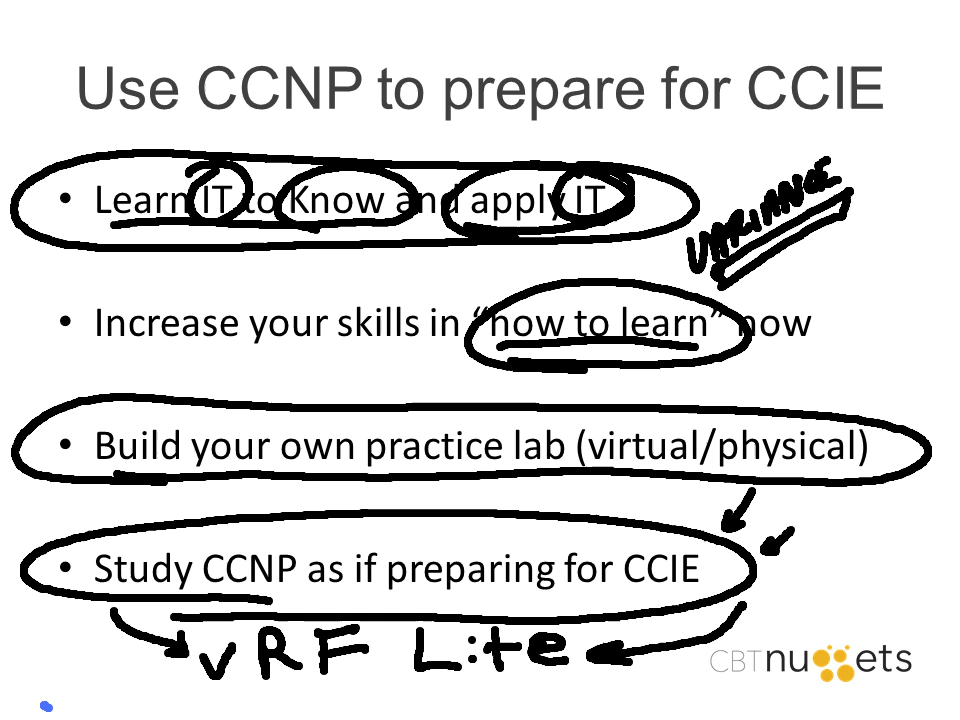 Use CCNP to prepare for CCIE
• Learn IT to Know and apply IT
VARIANCE
• Increase your skills in “how to learn” now
• Build your own practice lab (virtual/physical)
• Study CCNP as if preparing for CCIE
vRF Lite
CBTnuggets